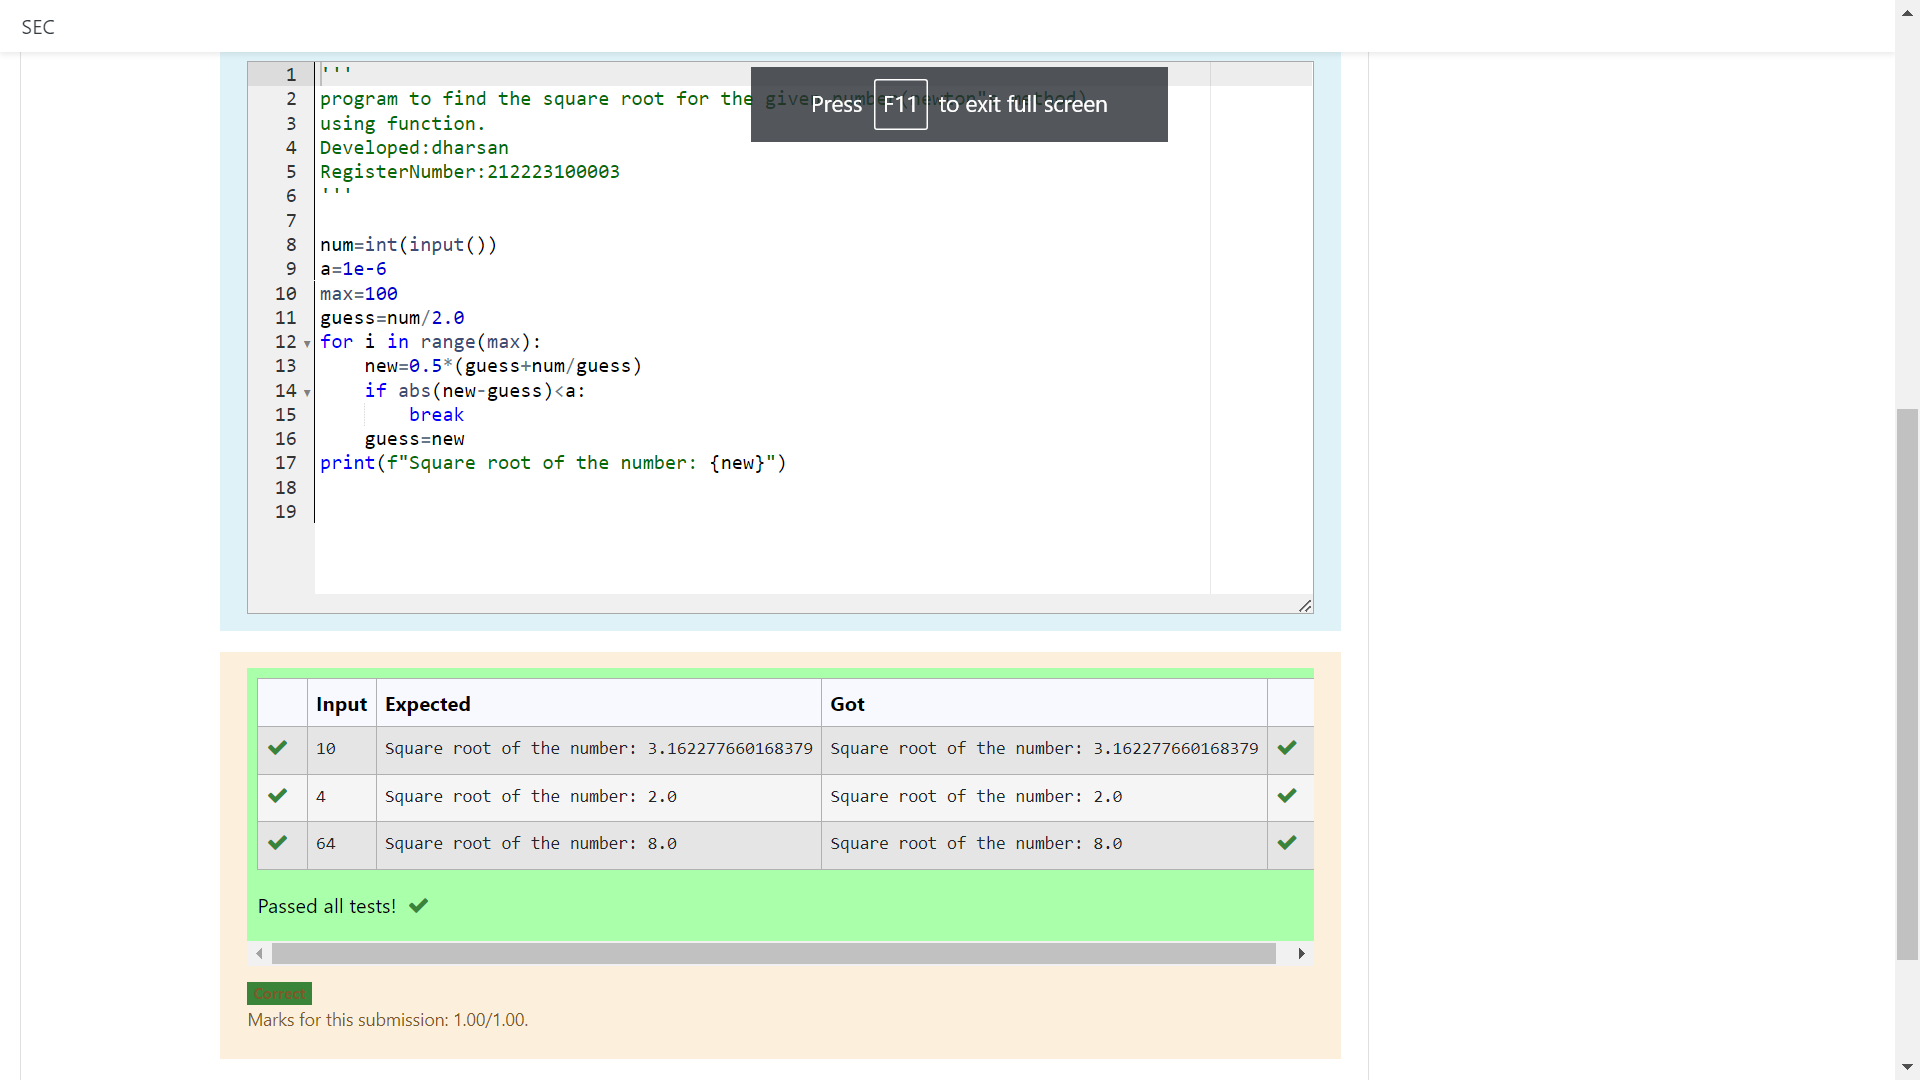 SEC
1 '''
2 program to find the square root for the given number(newton"s method)
3 using function.
4 Developed:dharsan
5 RegisterNumber:212223100003
6 '''
7
8 num=int(input())
9 a=1e-6
10 max=100
11 guess=num/2.0
12 for i in range(max):
13 new=0.5*(guess+num/guess)
14 if abs(new-guess)<a:
15 break
16 guess=new
17 print(f"Square root of the number: {new}")
18
19
Press F11 to exit full screen
Input Expected Got
10 Square root of the number: 3.162277660168379 Square root of the number: 3.162277660168379
4 Square root of the number: 2.0 Square root of the number: 2.0
64 Square root of the number: 8.0 Square root of the number: 8.0
Passed all tests!
Correct
Marks for this submission: 1.00/1.00.